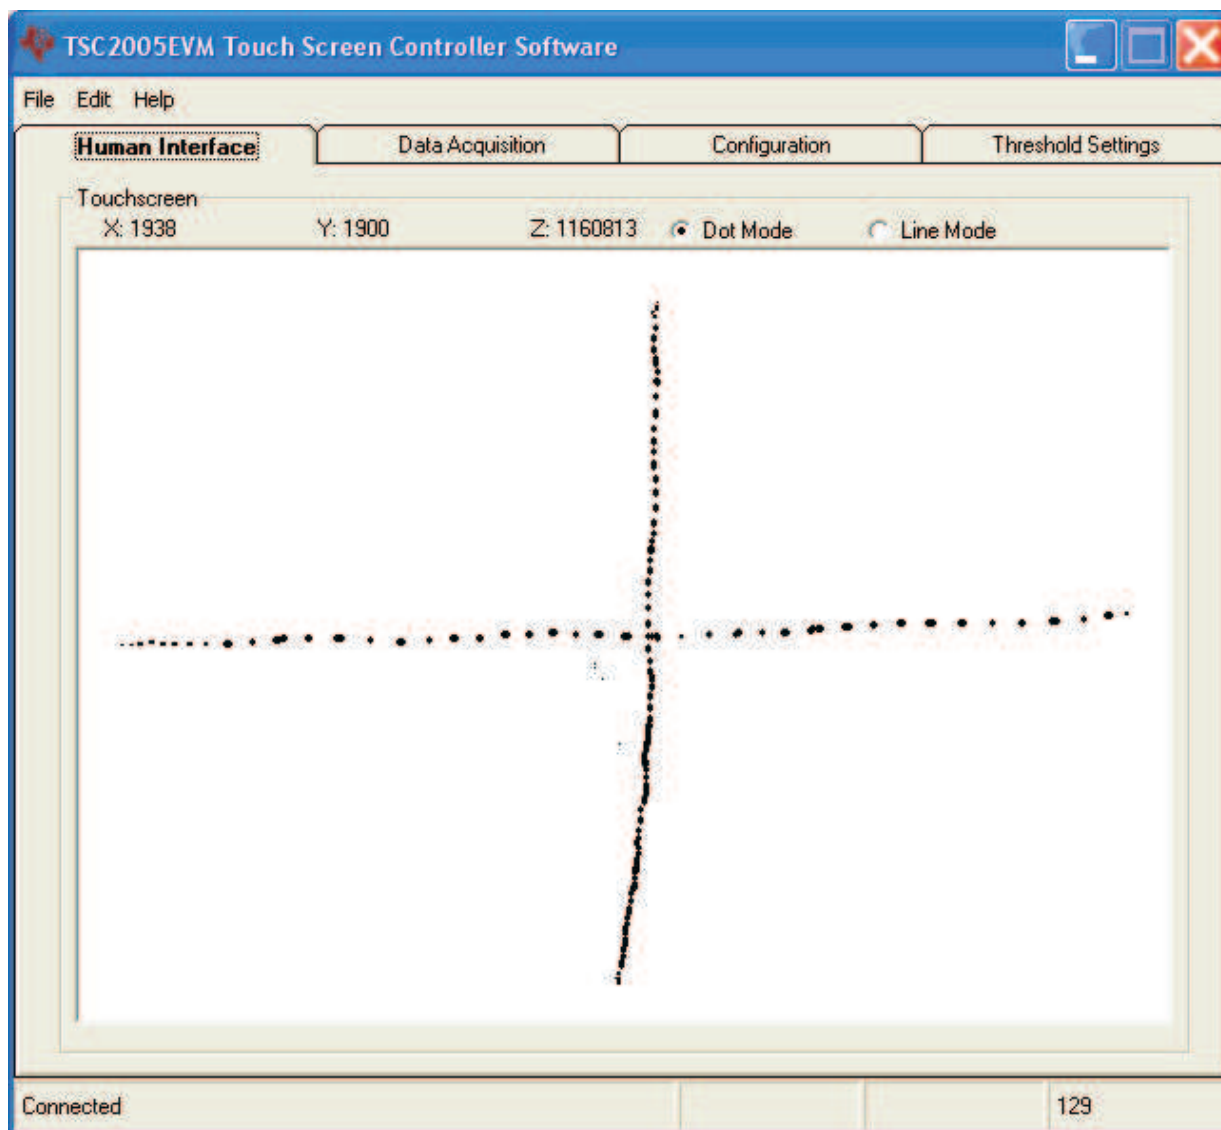 TSC2005EVM Touch Screen Controller Software
File Edit Help
Human Interface Data Acquisition Configuration Threshold Settings
Touchscreen
X: 1938 Y: 1900 Z: 1160813 Dot Mode Line Mode
Connected 129